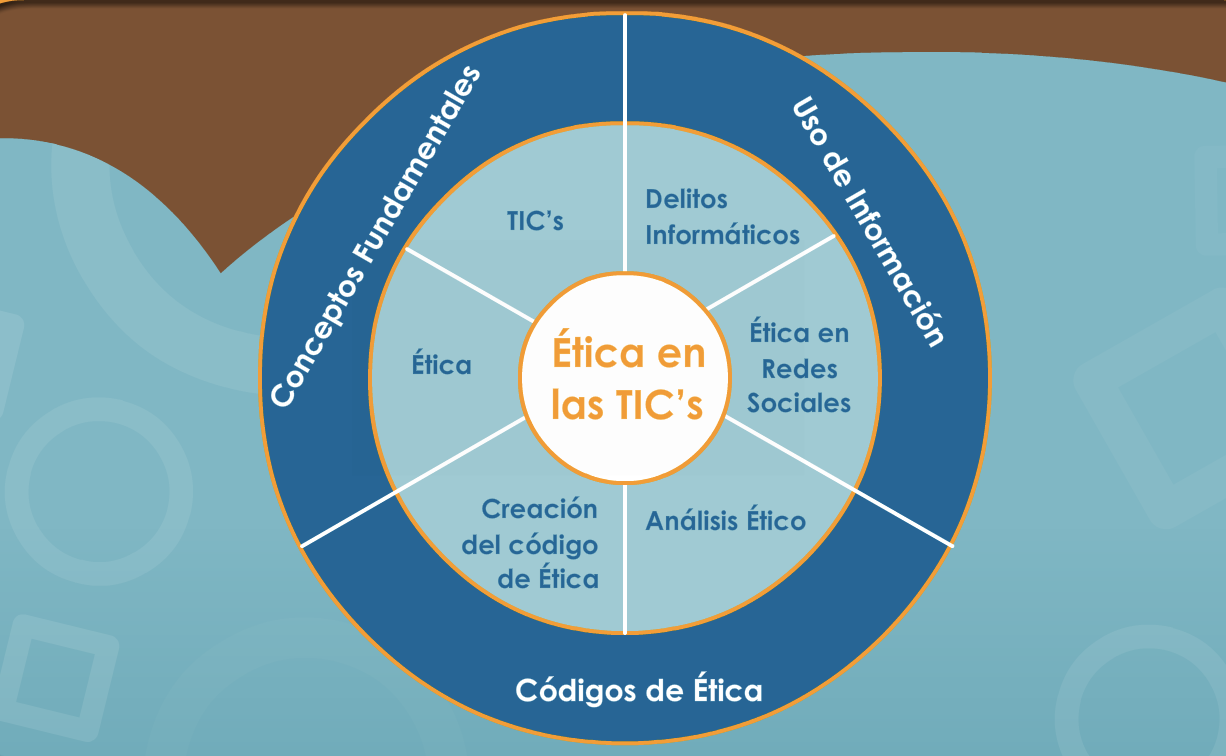 Conceptos Fundamentales
Uso de Información
TIC’s
Delitos
Informáticos
Ética
Ética en
las TIC’s
Ética en
Redes
Sociales
Creación
del código
de Ética
Análisis Ético
Códigos de Ética